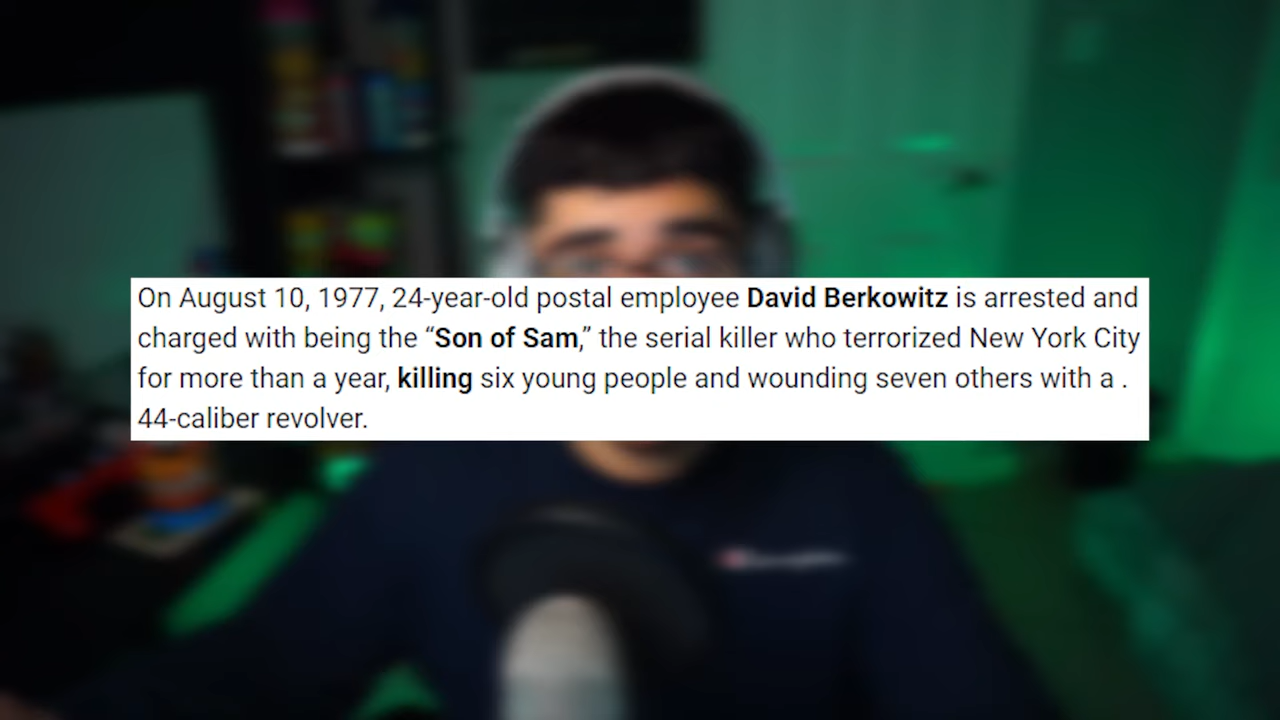 On August 10, 1977, 24-year-old postal employee David Berkowitz is arrested and
charged with being the “Son of Sam,” the serial killer who terrorized New York City
for more than a year, killing six young people and wounding seven others with a .
44-caliber revolver.